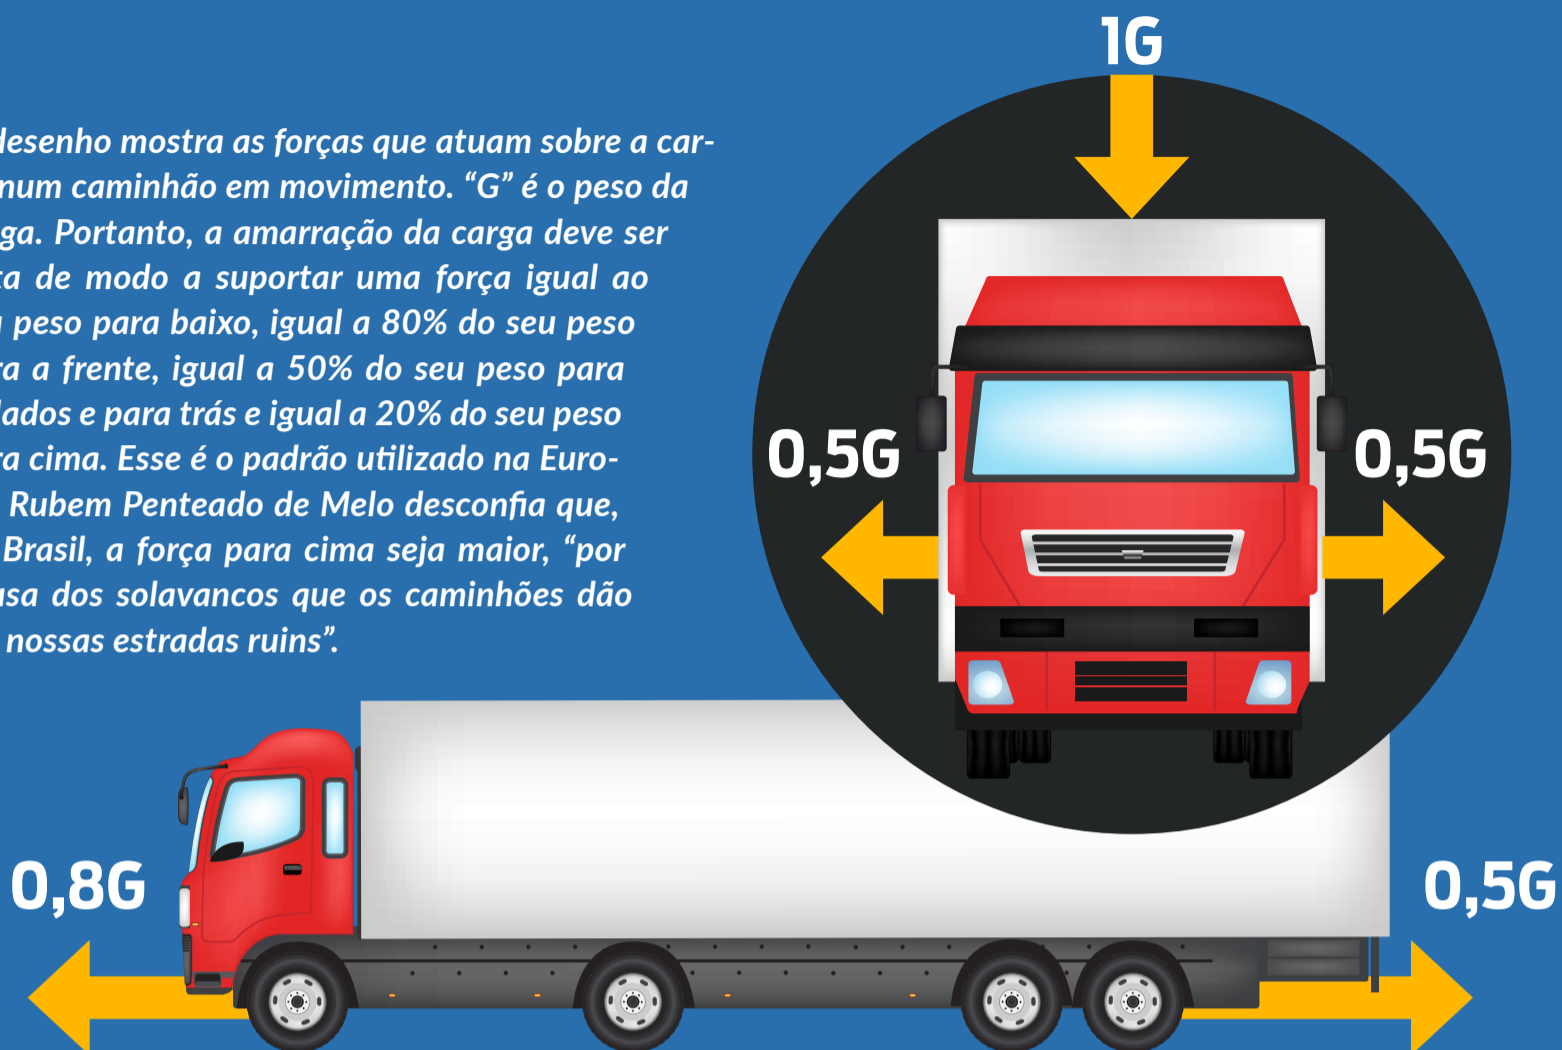 1G
desenho mostra as forças que atuam sobre a car-
num caminhão em movimento. “G” é o peso da
ga. Portanto, a amarração da carga deve ser
ta de modo a suportar uma força igual ao
u peso para baixo, igual a 80% do seu peso
ra a frente, igual a 50% do seu peso para
lados e para trás e igual a 20% do seu peso
ra cima. Esse é o padrão utilizado na Euro-
Rubem Penteado de Melo desconfia que,
Brasil, a força para cima seja maior, “por
usa dos solavancos que os caminhões dão
nossas estradas ruins”.
0,5G
0,5G
0,8G
0,5G